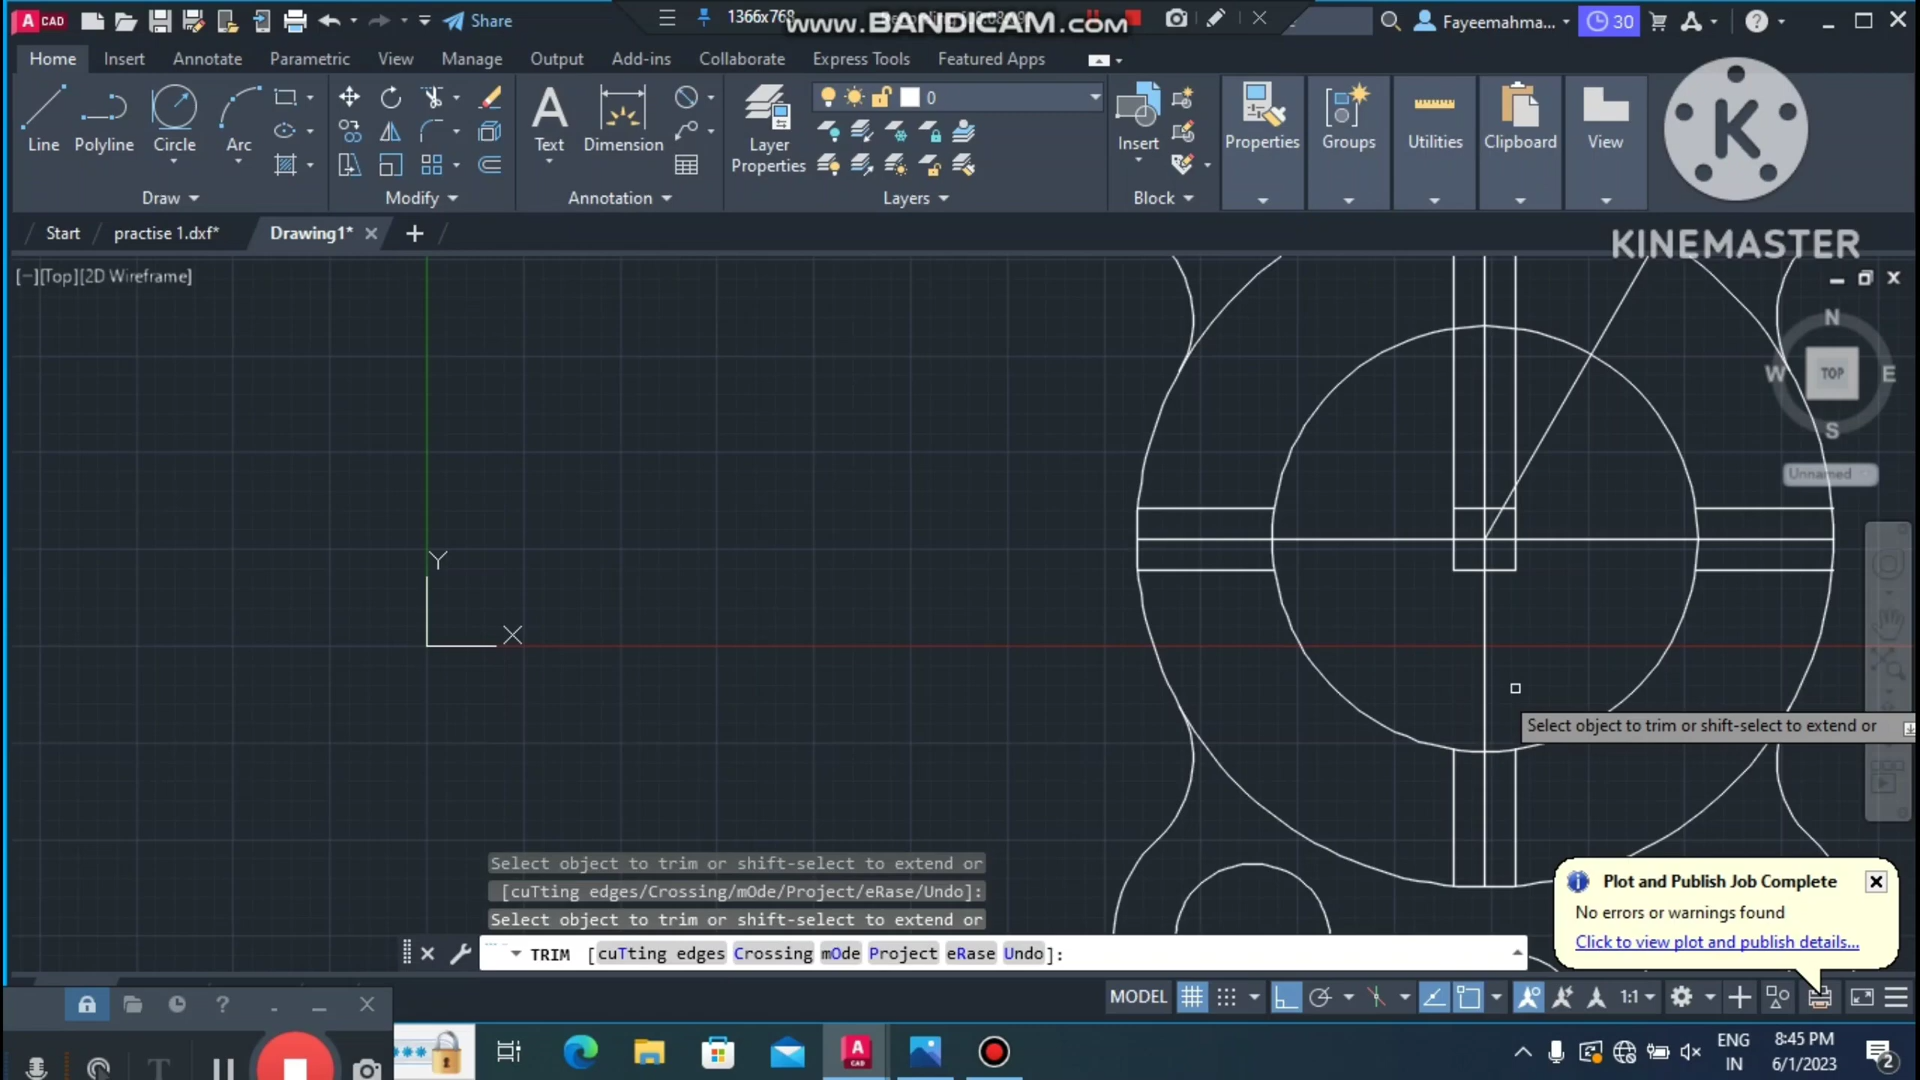 CAD
Share
1366x768
www.BANDICAM.com
Fayeemahma...
30
Home Insert Annotate Parametric View Manage Output Add-ins Collaborate Express Tools Featured Apps
0
Line Polyline Circle Arc
Text Dimension
Layer
Properties
Insert
Properties Groups Utilities Clipboard View
K
Draw Modify Annotation Layers Block
KINEMASTER
Start practise 1.dxf* Drawing1*
[−][Top][2D Wireframe]
N
W TOP E
S
Unnamed
Y
X
Select object to trim or shift-select to extend or
Select object to trim or shift-select to extend or
[cuTting edges/Crossing/mOde/Project/eRase/Undo]:
Select object to trim or shift-select to extend or
TRIM [cuTting edges Crossing mOde Project eRase Undo]:
Plot and Publish Job Complete
No errors or warnings found
Click to view plot and publish details...
MODEL 1:1
T
A
CAD
ENG
IN
8:45 PM
6/1/2023
2